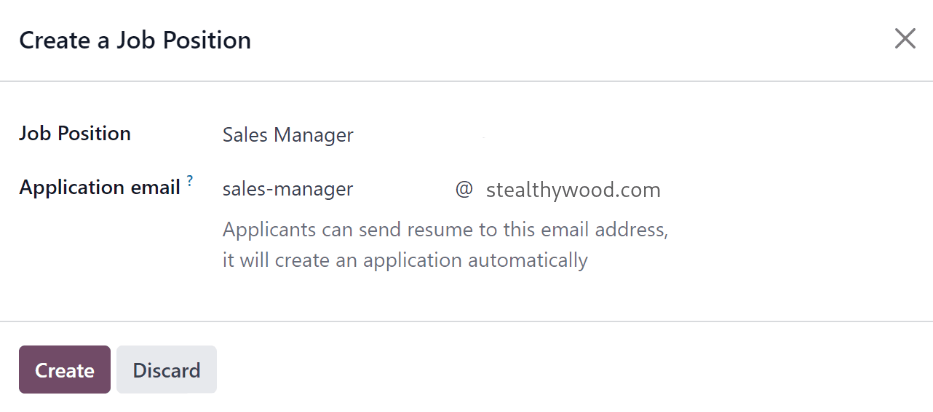 Create a Job Position
Job Position Sales Manager
Application email ? sales-manager @ stealthywood.com
Applicants can send resume to this email address,
it will create an application automatically
Create Discard